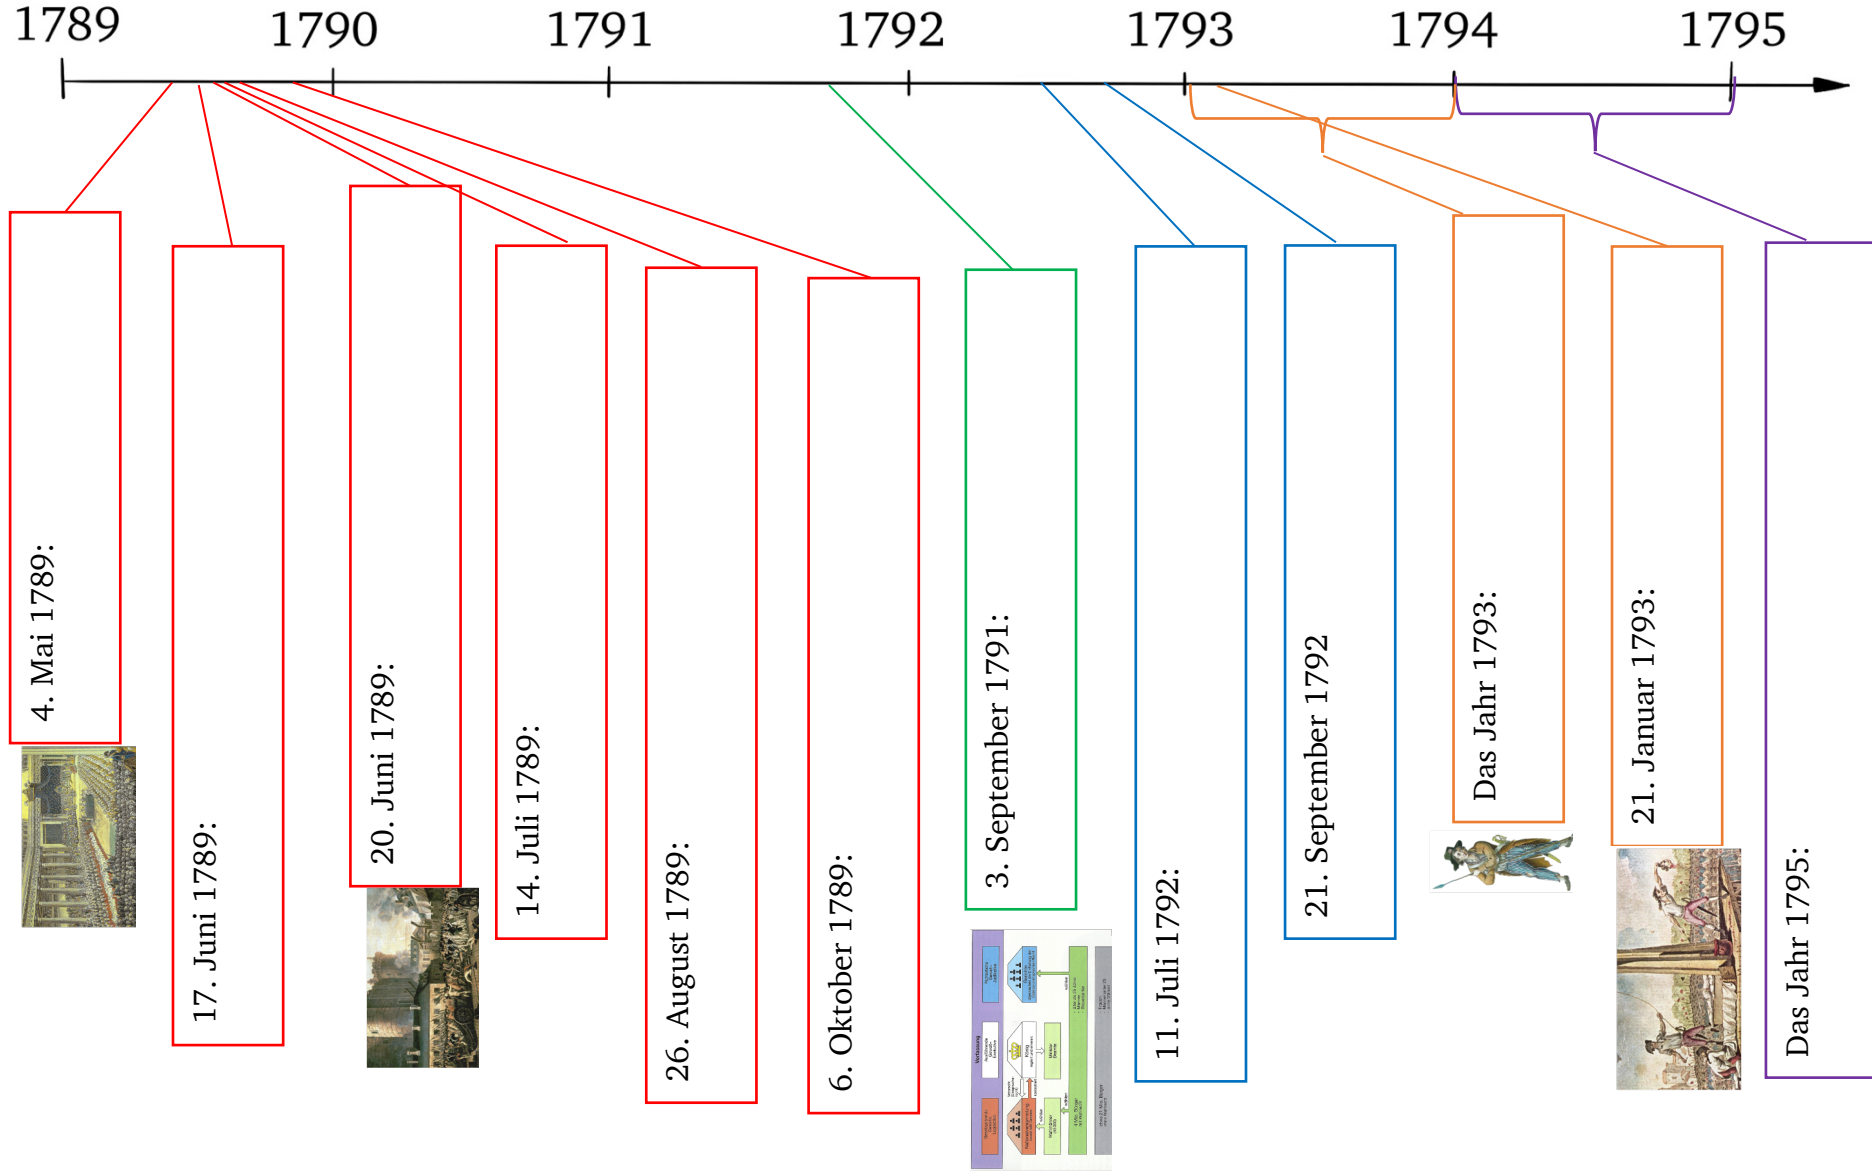 1789
1790
1791
1792
1793
1794
1795
4. Mai 1789:
17. Juni 1789:
20. Juni 1789:
14. Juli 1789:
26. August 1789:
6. Oktober 1789:
3. September 1791:
11. Juli 1792:
21. September 1792
Das Jahr 1793:
21. Januar 1793:
Das Jahr 1795:
Verfassung
König